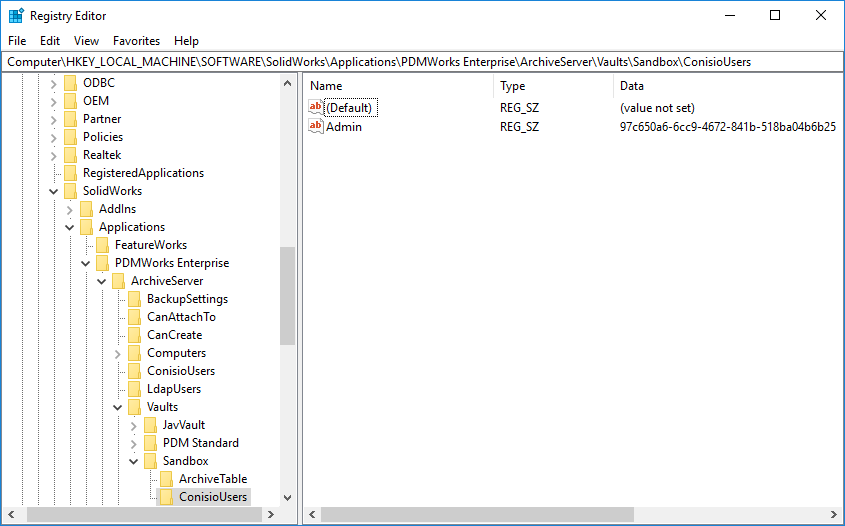 Registry Editor
File Edit View Favorites Help
Computer\HKEY_LOCAL_MACHINE\SOFTWARE\SolidWorks\Applications\PDMWorks Enterprise\ArchiveServer\Vaults\Sandbox\ConisioUsers
ODBC
OEM
Partner
Policies
Realtek
RegisteredApplications
SolidWorks
AddIns
Applications
FeatureWorks
PDMWorks Enterprise
ArchiveServer
BackupSettings
CanAttachTo
CanCreate
Computers
ConisioUsers
LdapUsers
Vaults
JavVault
PDM Standard
Sandbox
ArchiveTable
ConisioUsers
Name Type Data
ab (Default) REG_SZ (value not set)
ab Admin REG_SZ 97c650a6-6cc9-4672-841b-518ba04b6b25